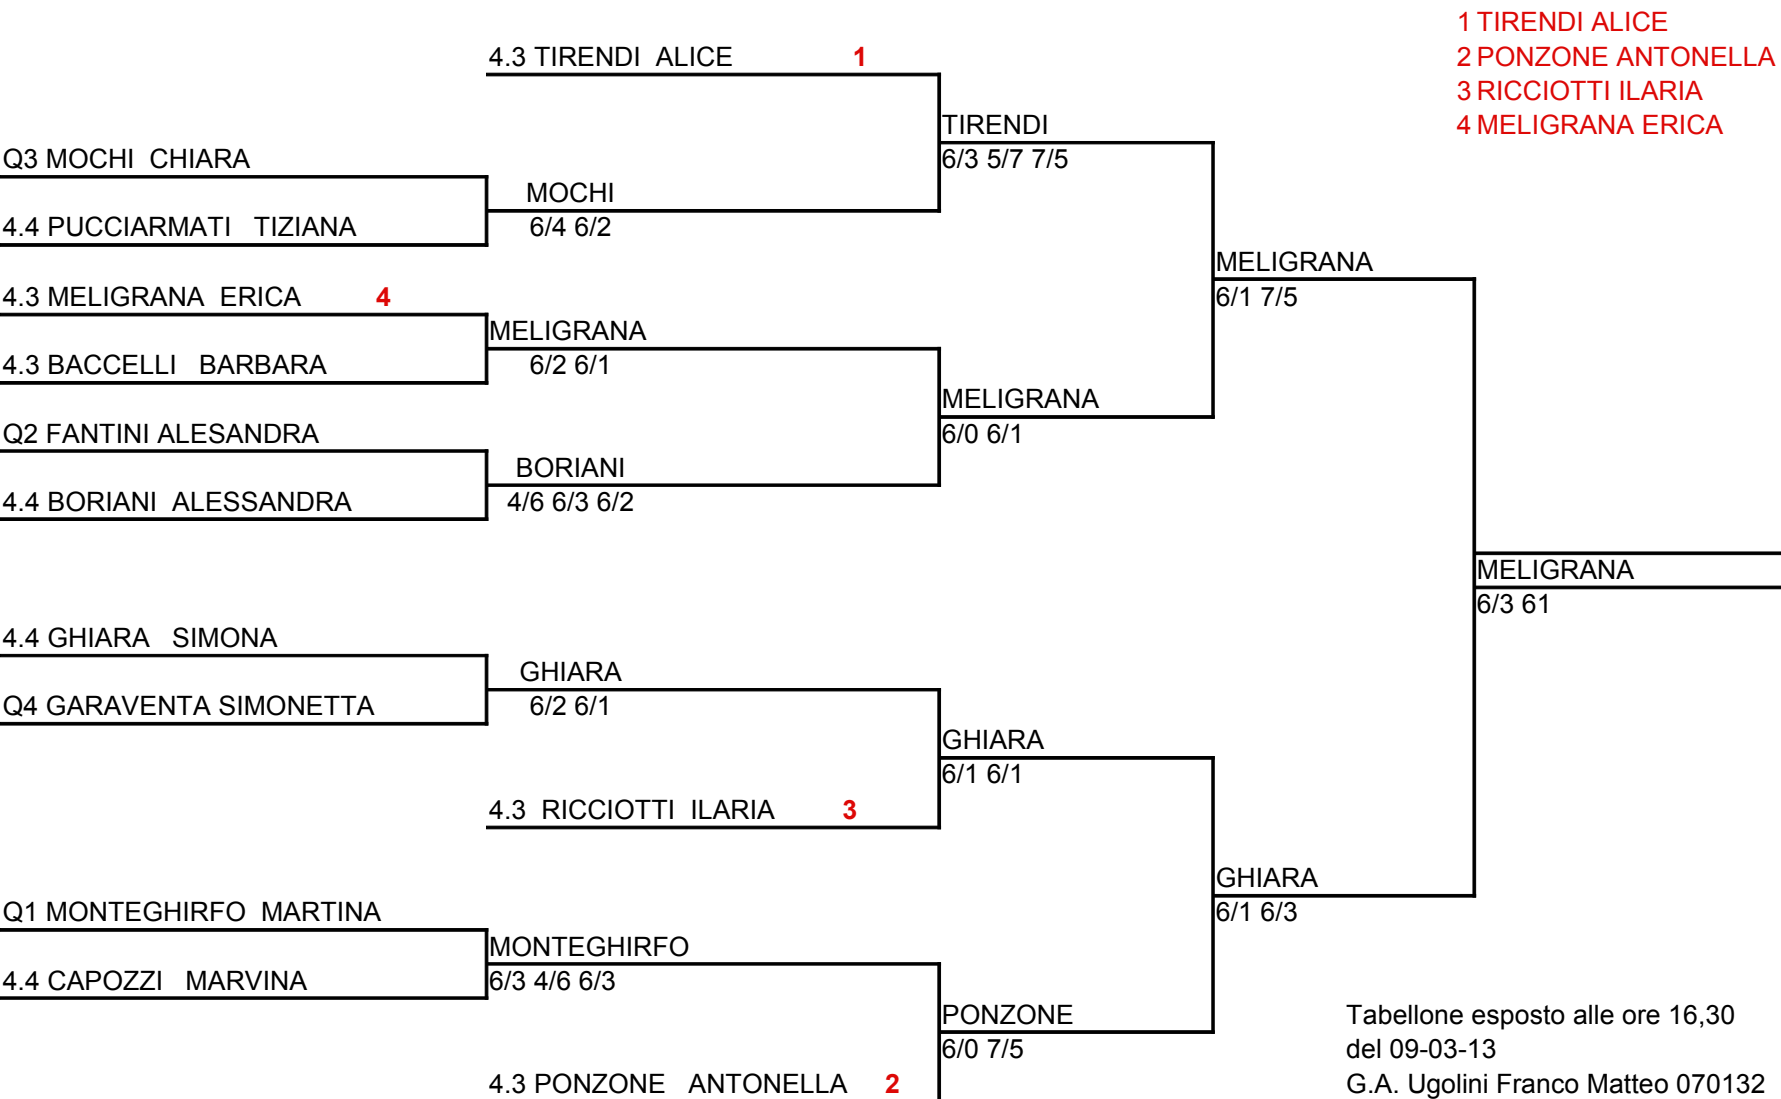 1 TIRENDI ALICE
4.3 TIRENDI ALICE 1
2 PONZONE ANTONELLA
3 RICCIOTTI ILARIA
TIRENDI
4 MELIGRANA ERICA
Q3 MOCHI CHIARA
6/3 5/7 7/5
MOCHI
4.4 PUCCIARMATI TIZIANA
6/4 6/2
MELIGRANA
4.3 MELIGRANA ERICA 4
6/1 7/5
MELIGRANA
4.3 BACCELLI BARBARA
6/2 6/1
MELIGRANA
Q2 FANTINI ALESANDRA
6/0 6/1
BORIANI
4.4 BORIANI ALESSANDRA
4/6 6/3 6/2
MELIGRANA
6/3 61
4.4 GHIARA SIMONA
GHIARA
Q4 GARAVENTA SIMONETTA
6/2 6/1
GHIARA
6/1 6/1
4.3 RICCIOTTI ILARIA 3
GHIARA
Q1 MONTEGHIRFO MARTINA
6/1 6/3
MONTEGHIRFO
4.4 CAPOZZI MARVINA
6/3 4/6 6/3
PONZONE
Tabellone esposto alle ore 16,30
6/0 7/5
del 09-03-13
4.3 PONZONE ANTONELLA 2
G.A. Ugolini Franco Matteo 070132